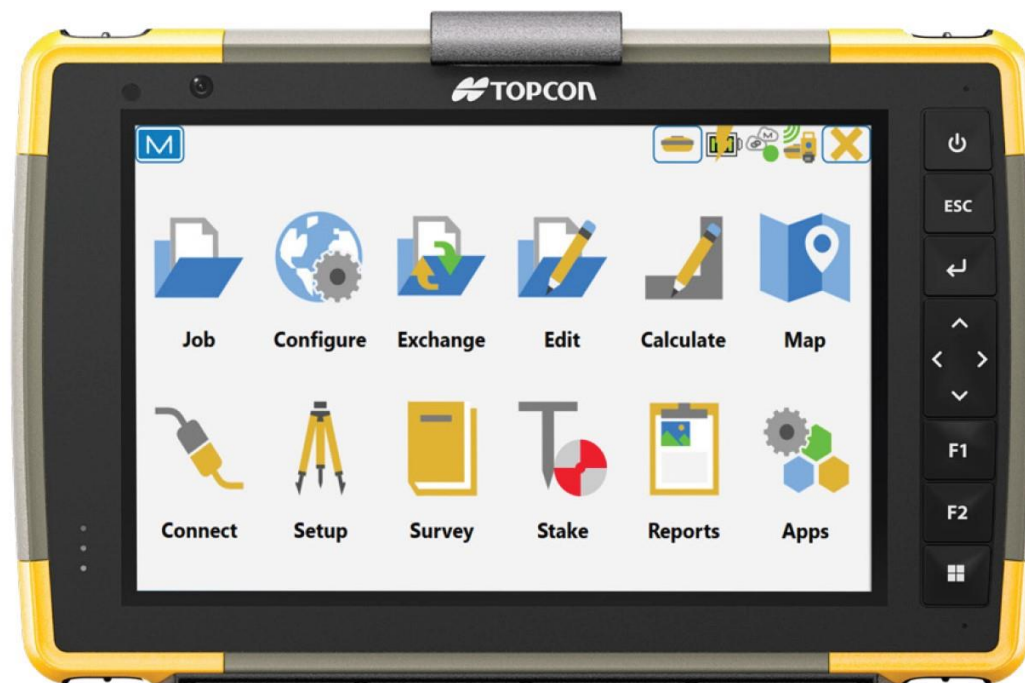 TOPCON
M
M
Job
Configure
Exchange
Edit
Calculate
Map
Connect
Setup
Survey
Stake
Reports
Apps
ESC
F1
F2